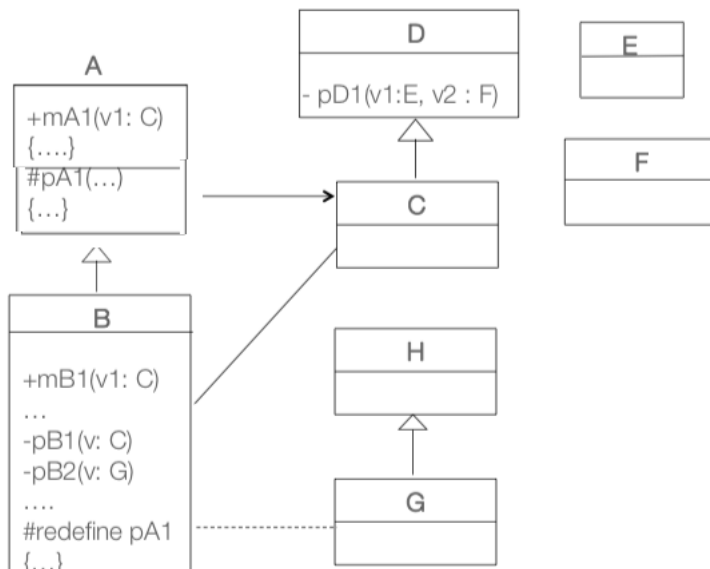 A
+mA1(v1: C)
{....}
#pA1(...)
{...}
D
- pD1(v1:E, v2 : F)
E
F
C
B
+mB1(v1: C)
...
-pB1(v: C)
-pB2(v: G)
....
#redefine pA1
{...}
H
G